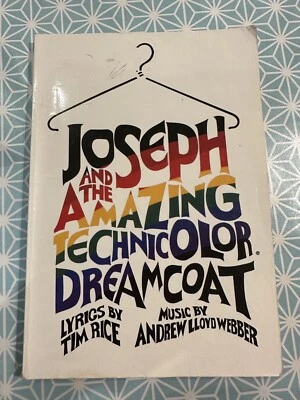 JOSEPH
AND THE
AMAZING
TECHNICOLOR®
DREAMCOAT
LYRICS BY
TIM RICE
MUSIC BY
ANDREW LLOYD WEBBER